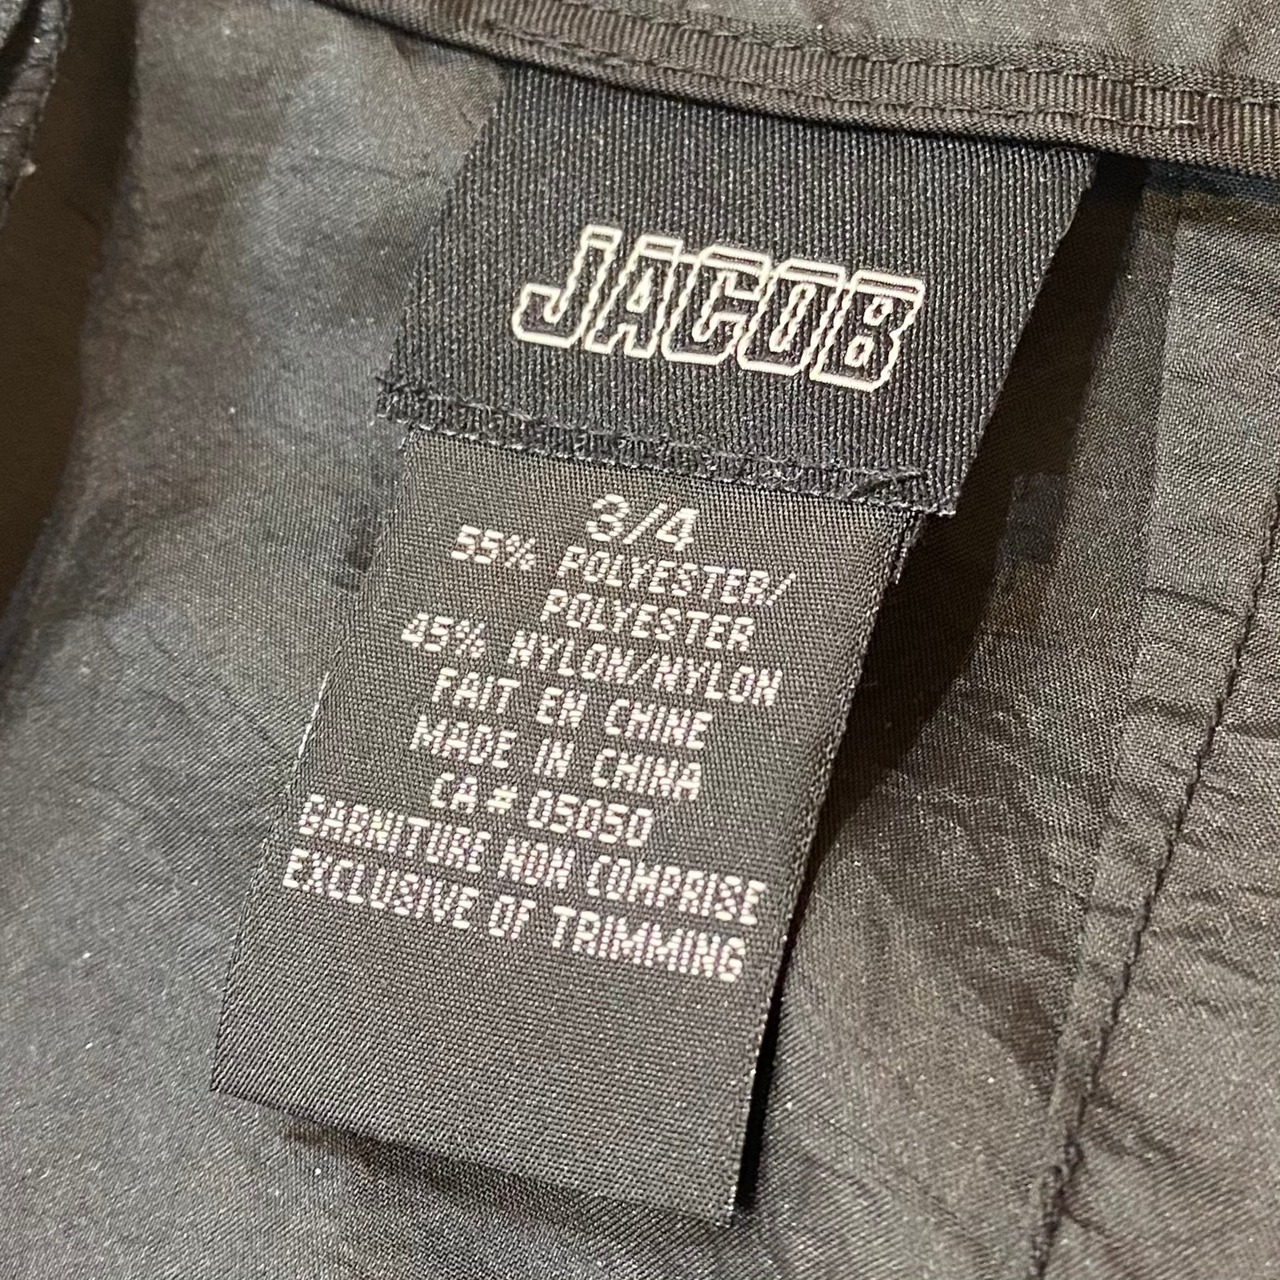 JACOB
3/4
55% POLYESTER/
POLYESTER
45% NYLON/NYLON
FAIT EN CHINE
MADE IN CHINA
CA# 05050
GARNITURE NON COMPRISE
EXCLUSIVE OF TRIMMING